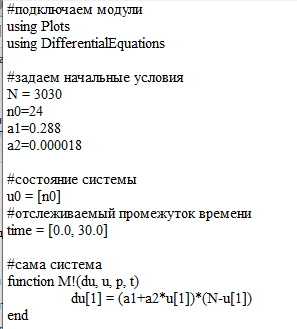 #подключаем модули
using Plots
using DifferentialEquations
#задаем начальные условия
N = 3030
n0=24
a1=0.288
a2=0.000018
#состояние системы
u0 = [n0]
#отслеживаемый промежуток времени
time = [0.0, 30.0]
#сама система
function M!(du, u, p, t)
du[1] = (a1+a2*u[1])*(N-u[1])
end